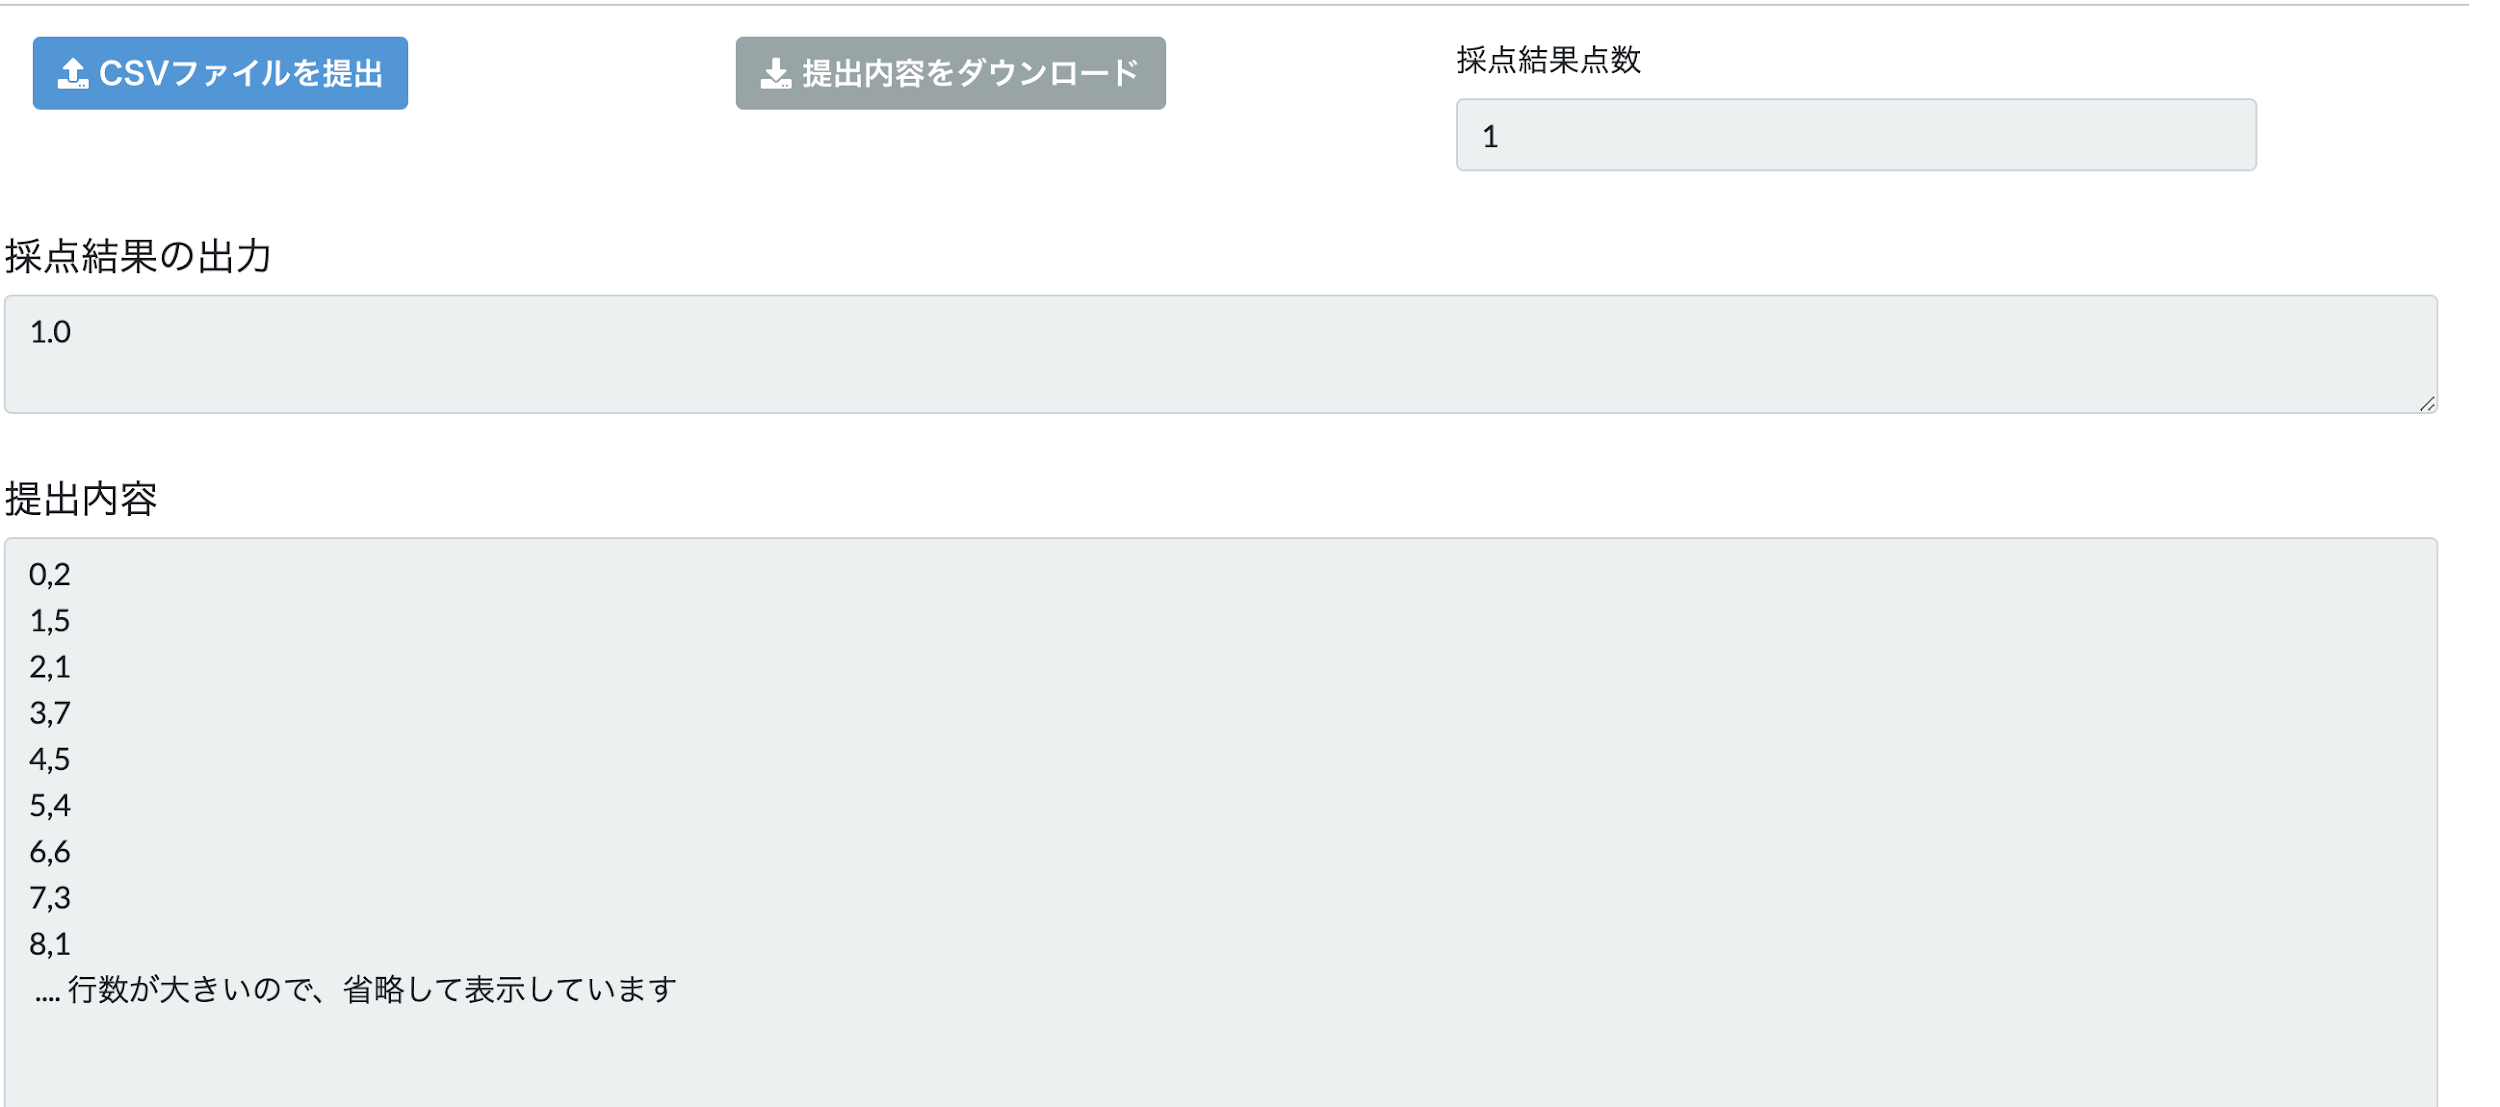 CSVファイルを提出
提出内容をダウンロード
採点結果点数
1
採点結果の出力
1.0
提出内容
0,2
1,5
2,1
3,7
4,5
5,4
6,6
7,3
8,1
.... 行数が大きいので、省略して表示しています